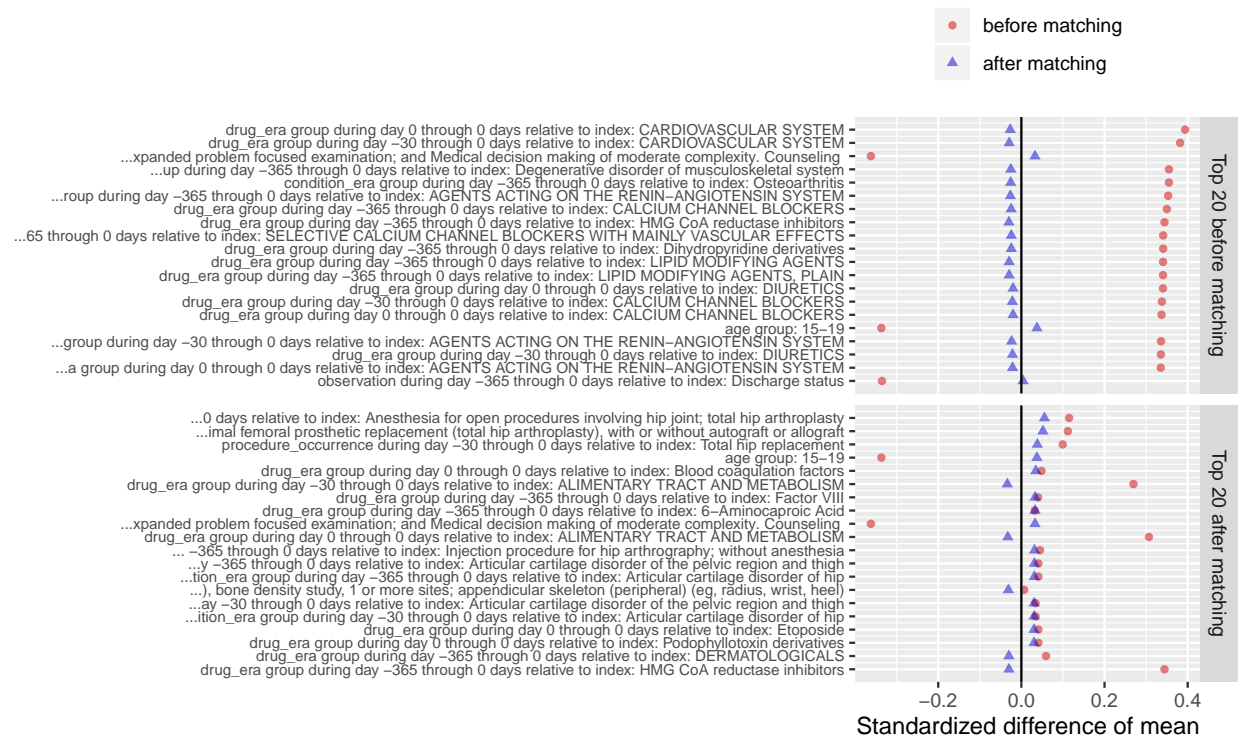 before matching
after matching
drug_era group during day 0 through 0 days relative to index: CARDIOVASCULAR SYSTEM
drug_era group during day −30 through 0 days relative to index: CARDIOVASCULAR SYSTEM
...xpanded problem focused examination; and Medical decision making of moderate complexity. Counseling
...up during day −365 through 0 days relative to index: Degenerative disorder of musculoskeletal system
condition_era group during day −365 through 0 days relative to index: Osteoarthritis
...roup during day −365 through 0 days relative to index: AGENTS ACTING ON THE RENIN−ANGIOTENSIN SYSTEM
drug_era group during day −365 through 0 days relative to index: CALCIUM CHANNEL BLOCKERS
drug_era group during day −365 through 0 days relative to index: HMG CoA reductase inhibitors
...65 through 0 days relative to index: SELECTIVE CALCIUM CHANNEL BLOCKERS WITH MAINLY VASCULAR EFFECTS
drug_era group during day −365 through 0 days relative to index: Dihydropyridine derivatives
drug_era group during day −365 through 0 days relative to index: LIPID MODIFYING AGENTS
drug_era group during day −365 through 0 days relative to index: LIPID MODIFYING AGENTS, PLAIN
drug_era group during day 0 through 0 days relative to index: DIURETICS
drug_era group during day −30 through 0 days relative to index: CALCIUM CHANNEL BLOCKERS
drug_era group during day 0 through 0 days relative to index: CALCIUM CHANNEL BLOCKERS
age group: 15−19
...group during day −30 through 0 days relative to index: AGENTS ACTING ON THE RENIN−ANGIOTENSIN SYSTEM
drug_era group during day −30 through 0 days relative to index: DIURETICS
...a group during day 0 through 0 days relative to index: AGENTS ACTING ON THE RENIN−ANGIOTENSIN SYSTEM
observation during day −365 through 0 days relative to index: Discharge status
Top 20 before matching
...0 days relative to index: Anesthesia for open procedures involving hip joint; total hip arthroplasty
...imal femoral prosthetic replacement (total hip arthroplasty), with or without autograft or allograft
procedure_occurrence during day −30 through 0 days relative to index: Total hip replacement
age group: 15−19
drug_era group during day 0 through 0 days relative to index: Blood coagulation factors
drug_era group during day −30 through 0 days relative to index: ALIMENTARY TRACT AND METABOLISM
drug_era group during day −365 through 0 days relative to index: Factor VIII
drug_era group during day −365 through 0 days relative to index: 6−Aminocaproic Acid
...xpanded problem focused examination; and Medical decision making of moderate complexity. Counseling
drug_era group during day 0 through 0 days relative to index: ALIMENTARY TRACT AND METABOLISM
... −365 through 0 days relative to index: Injection procedure for hip arthrography; without anesthesia
...y −365 through 0 days relative to index: Articular cartilage disorder of the pelvic region and thigh
...tion_era group during day −365 through 0 days relative to index: Articular cartilage disorder of hip
...), bone density study, 1 or more sites; appendicular skeleton (peripheral) (eg, radius, wrist, heel)
...ay −30 through 0 days relative to index: Articular cartilage disorder of the pelvic region and thigh
...ition_era group during day −30 through 0 days relative to index: Articular cartilage disorder of hip
drug_era group during day 0 through 0 days relative to index: Etoposide
drug_era group during day 0 through 0 days relative to index: Podophyllotoxin derivatives
drug_era group during day −365 through 0 days relative to index: DERMATOLOGICALS
drug_era group during day −365 through 0 days relative to index: HMG CoA reductase inhibitors
Top 20 after matching
−0.2 0.0 0.2 0.4
Standardized difference of mean